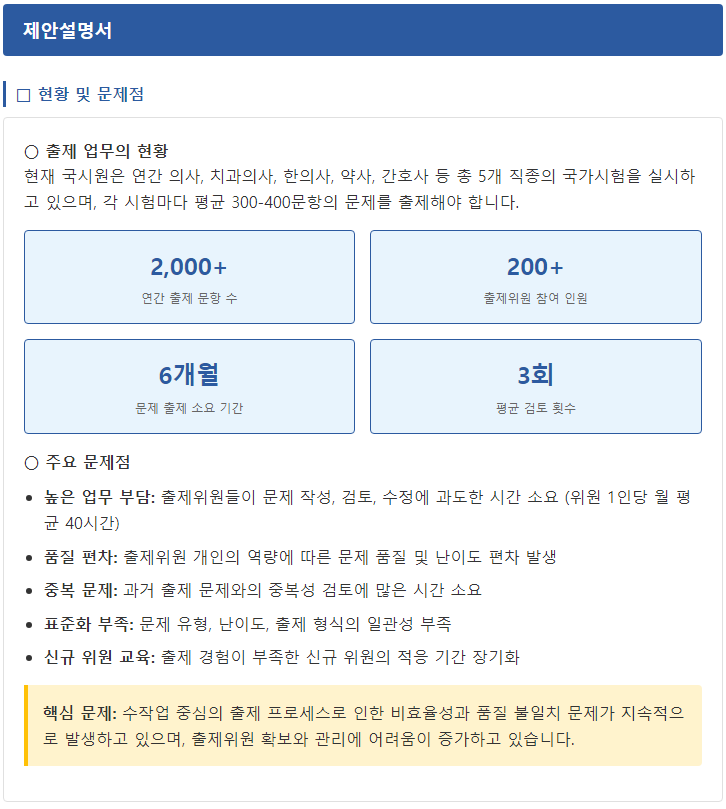 제안설명서
□ 현황 및 문제점
○ 출제 업무의 현황
현재 국시원은 연간 의사, 치과의사, 한의사, 약사, 간호사 등 총 5개 직종의 국가시험을 실시하
고 있으며, 각 시험마다 평균 300-400문항의 문제를 출제해야 합니다.
2,000+
연간 출제 문항 수
200+
출제위원 참여 인원
6개월
문제 출제 소요 기간
3회
평균 검토 횟수
○ 주요 문제점
• 높은 업무 부담: 출제위원들이 문제 작성, 검토, 수정에 과도한 시간 소요 (위원 1인당 월 평
균 40시간)
• 품질 편차: 출제위원 개인의 역량에 따른 문제 품질 및 난이도 편차 발생
• 중복 문제: 과거 출제 문제와의 중복성 검토에 많은 시간 소요
• 표준화 부족: 문제 유형, 난이도, 출제 형식의 일관성 부족
• 신규 위원 교육: 출제 경험이 부족한 신규 위원의 적응 기간 장기화
핵심 문제: 수작업 중심의 출제 프로세스로 인한 비효율성과 품질 불일치 문제가 지속적으
로 발생하고 있으며, 출제위원 확보와 관리에 어려움이 증가하고 있습니다.